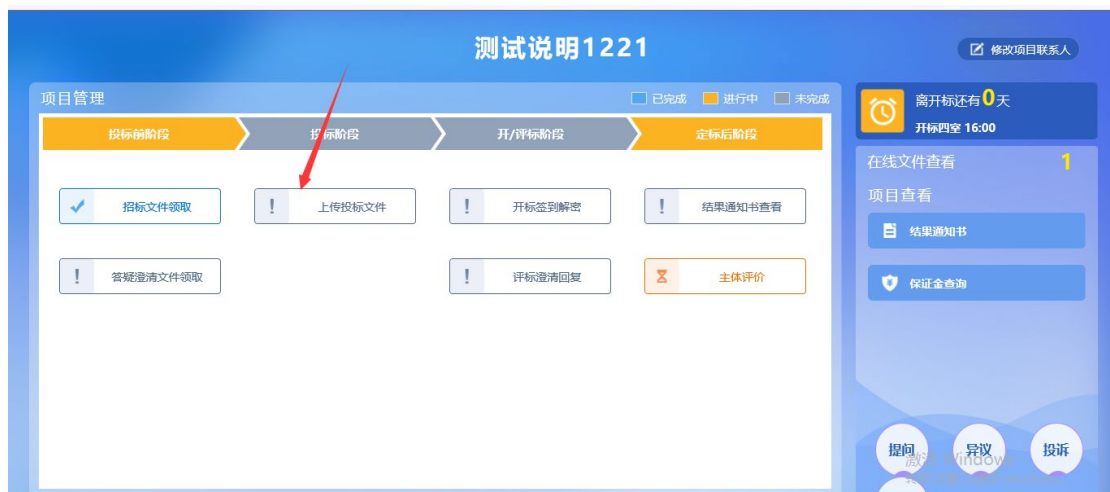 测试说明1221
修改项目联系人
项目管理
已完成 进行中 未完成
投标前阶段 投标阶段 开/评标阶段 定标后阶段
招标文件领取 上传投标文件 开标签到解密 结果通知书查看
答疑澄清文件领取 评标澄清回复 主体评价
离开标还有0天
开标四室 16:00
在线文件查看 1
项目查看
结果通知书
保证金查询
提问 异议 投诉
激活 Windows